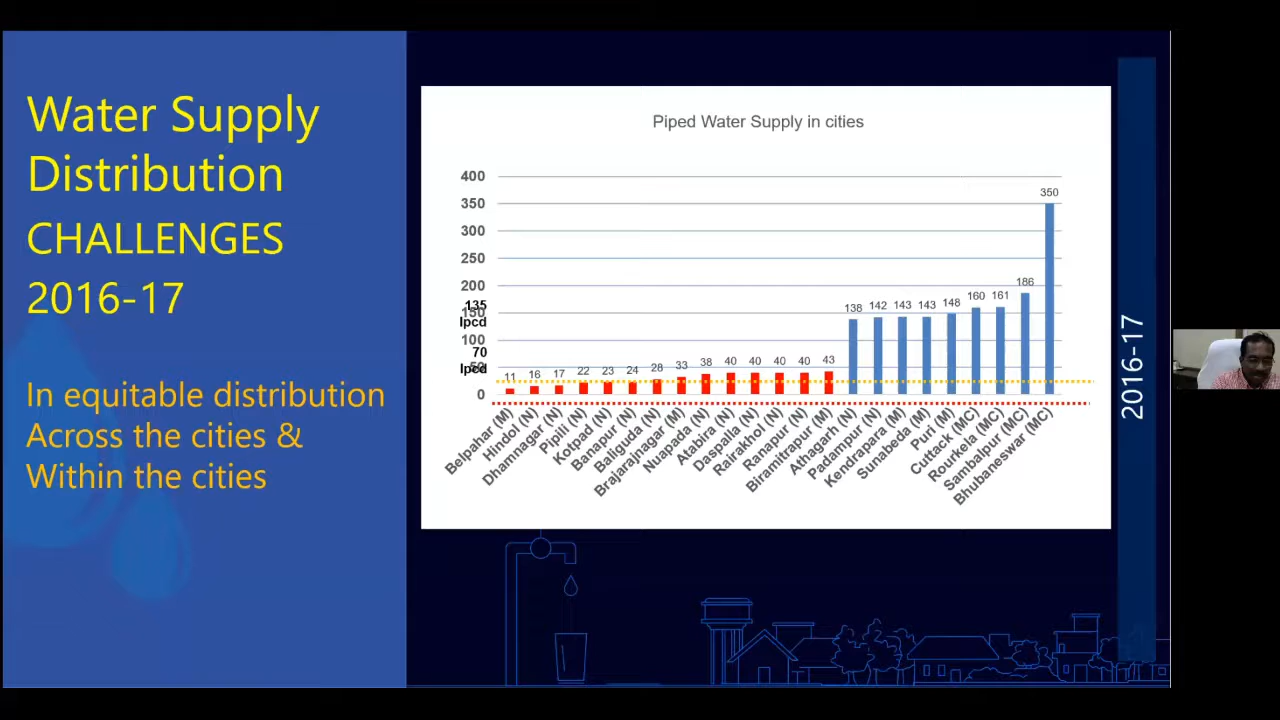 Water Supply
Distribution
CHALLENGES
2016-17
In equitable distribution
Across the cities &
Within the cities
Piped Water Supply in cities
400
350
300
250
200
150
100
50
0
135
lpcd
70
lpcd
11
16
17
22
23
24
28
33
38
40
40
40
40
43
138
142
143
143
148
160
161
186
350
Belpahar (M)
Hindol (N)
Dhamnagar (N)
Piplii (N)
Kotpad (N)
Banapur (N)
Baliguda (N)
Brajarajnagar (M)
Nuapada (N)
Atabira (N)
Daspalla (N)
Rairakhol (N)
Ranapur (N)
Biramitrapur (M)
Athagarh (N)
Padampur (N)
Kendrapara (M)
Sunabeda (M)
Puri (M)
Cuttack (MC)
Rourkela (MC)
Sambalpur (MC)
Bhubaneswar (MC)
2016-17